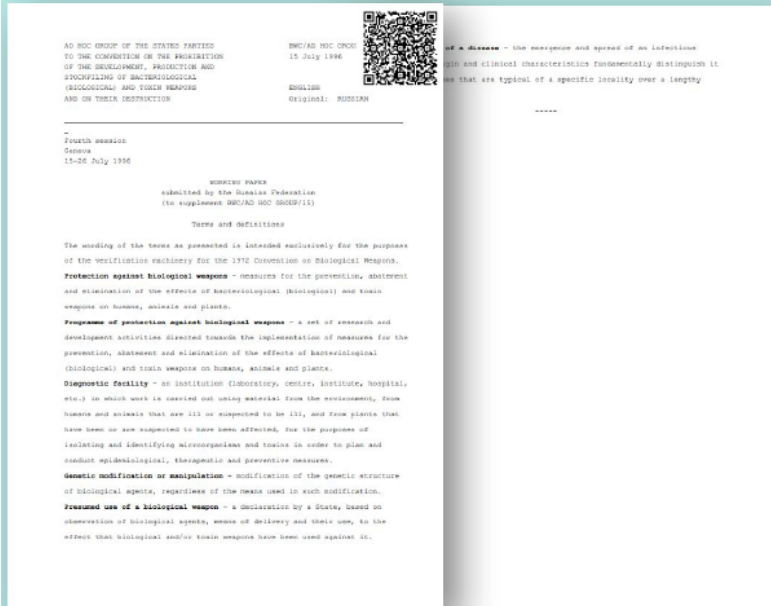 AD HOC GROUP OF THE STATES PARTIES
TO THE CONVENTION ON THE PROHIBITION
OF THE DEVELOPMENT, PRODUCTION AND
STOCKPILING OF BACTERIOLOGICAL
(BIOLOGICAL) AND TOXIN WEAPONS
AND ON THEIR DESTRUCTION
BWC/AD HOC GROU
15 July 1996
ENGLISH
Original: RUSSIAN
Fourth session
Geneva
15-26 July 1996
WORKING PAPER
submitted by the Russian Federation
(to supplement BWC/AD HOC GROUP/15)
Terms and definitions
The wording of the terms as presented is intended exclusively for the purposes
of the verification machinery for the 1972 Convention on Biological Weapons.
Protection against biological weapons - measures for the prevention, abatement
and elimination of the effects of bacteriological (biological) and toxin
weapons on humans, animals and plants.
Programme of protection against biological weapons - a set of research and
development activities directed towards the implementation of measures for the
prevention, abatement and elimination of the effects of bacteriological
(biological) and toxin weapons on humans, animals and plants.
Diagnostic facility - an institution (laboratory, centre, institute, hospital,
etc.) in which work is carried out using material from the environment, from
humans and animals that are ill or suspected to be ill, and from plants that
have been or are suspected to have been affected, for the purposes of
isolating and identifying microorganisms and toxins in order to plan and
conduct epidemiological, therapeutic and preventive measures.
Genetic modification or manipulation - modification of the genetic structure
of biological agents, regardless of the means used in such modification.
Presumed use of a biological weapon - a declaration by a State, based on
observation of biological agents, means of delivery and their use, to the
effect that biological and/or toxin weapons have been used against it.
of a disease - the emergence and spread of an infectious
gin and clinical characteristics fundamentally distinguish it
es that are typical of a specific locality over a lengthy
-----